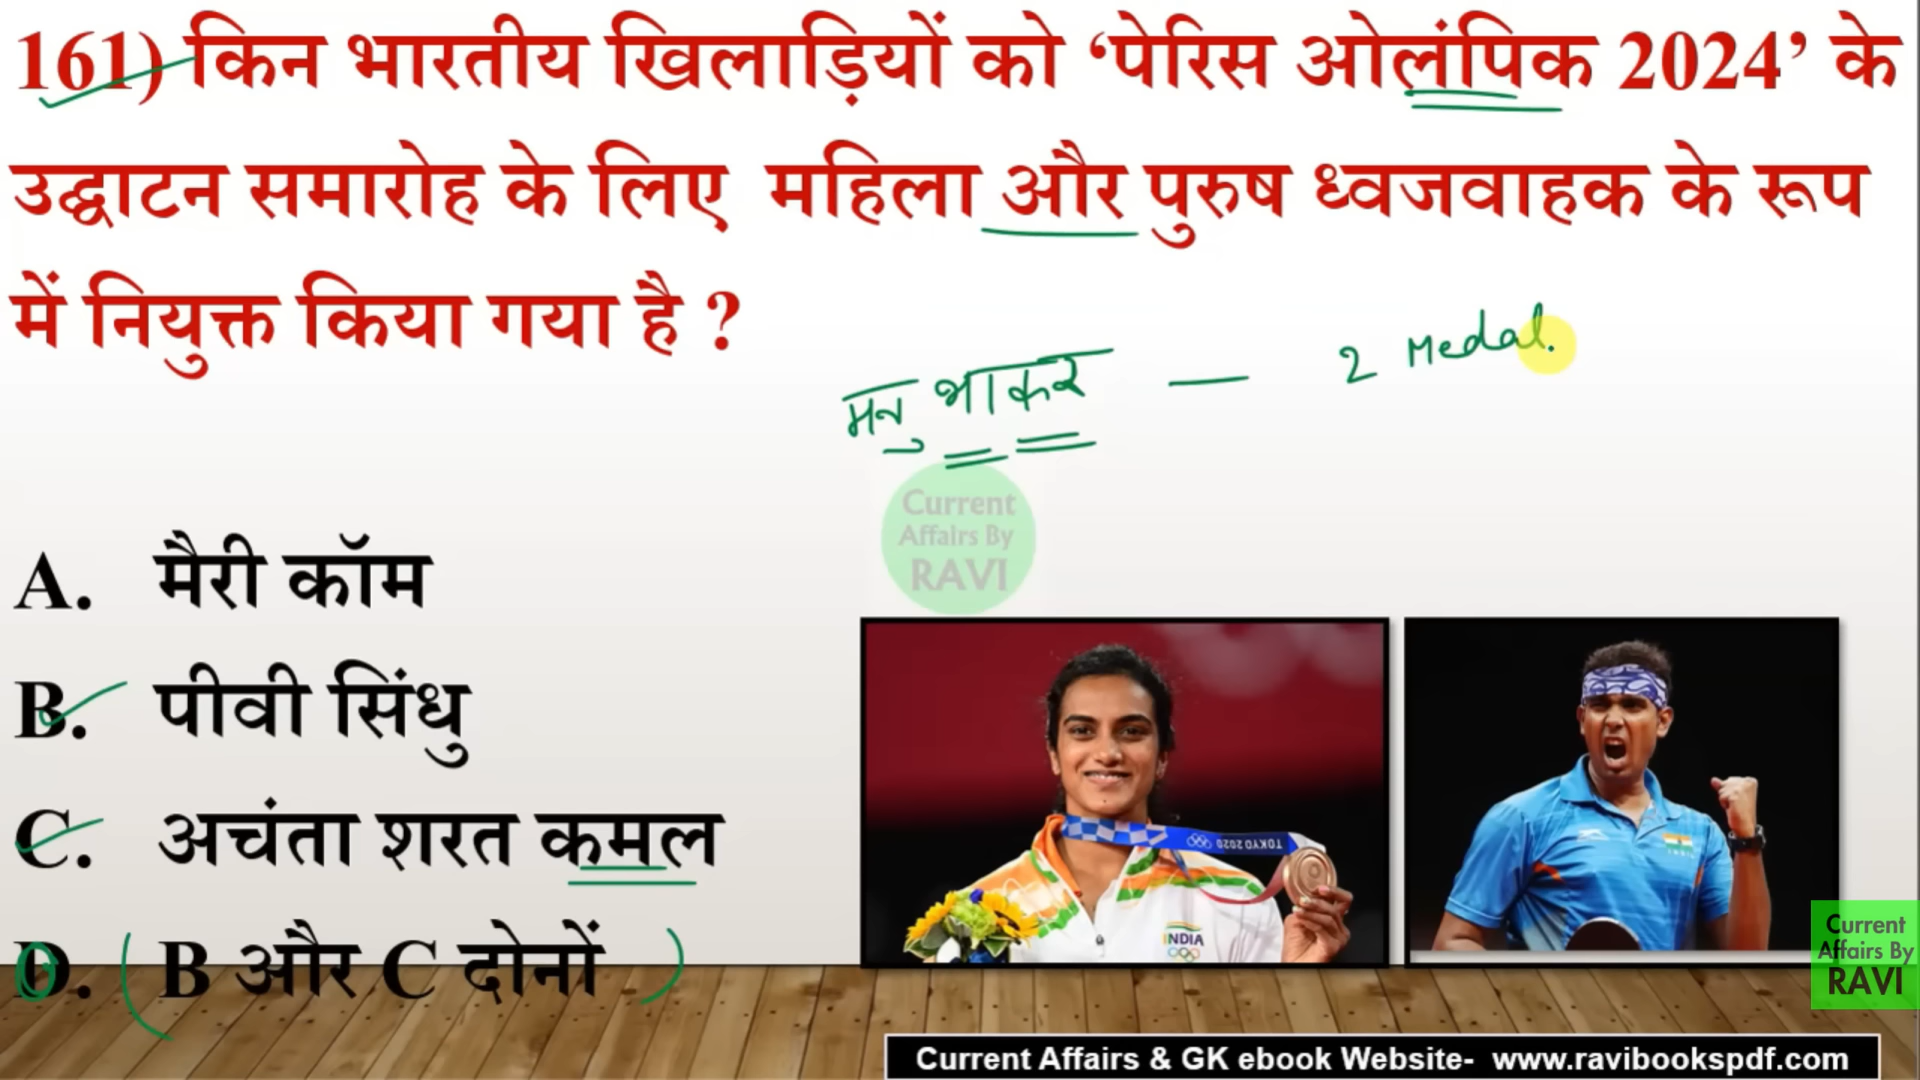 161) किन भारतीय खिलाड़ियों को ‘पेरिस ओलंपिक 2024’ के
उद्घाटन समारोह के लिए महिला और पुरुष ध्वजवाहक के रूप
में नियुक्त किया गया है ?
मनु भाकर — 2 Medal.
Current
Affairs By
RAVI
A. मैरी कॉम
B. पीवी सिंधु
C. अचंता शरत कमल
D. ( B और C दोनों )
TOKYO 2020
INDIA
INDIA
Current
Affairs By
RAVI
Current Affairs & GK ebook Website- www.ravibookspdf.com